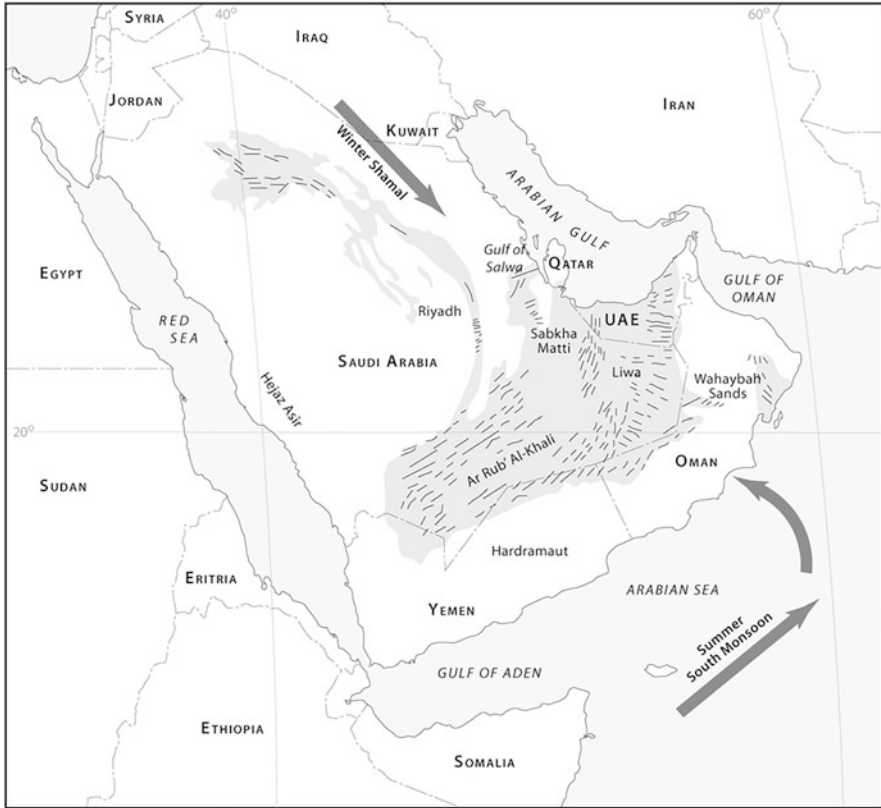 SYRIA
40°
60°
IRAQ
JORDAN
IRAN
KUWAIT
Winter Shamal
ARABIAN GULF
Gulf of
Salwa
QATAR
EGYPT
GULF OF
OMAN
RED
SEA
Riyadh
UAE
Sabkha
Matti
SAUDI ARABIA
Liwa
Wahaybah
Sands
Hejaz Asir
20°
Ar Rub' Al-Khali
OMAN
SUDAN
Hardramaut
ERITRIA
ARABIAN SEA
YEMEN
Summer
South Monsoon
GULF OF ADEN
ETHIOPIA
SOMALIA